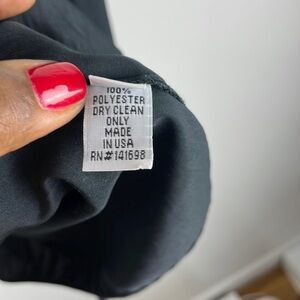 100%
POLYESTER
DRY CLEAN
ONLY
MADE
IN USA
RN#141698